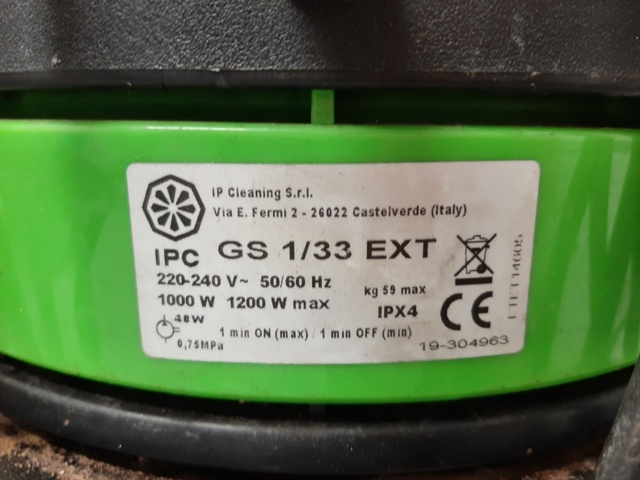 IP Cleaning S.r.l.
Via E. Fermi 2 - 26022 Castelverde (Italy)
IPC GS 1/33 EXT
220-240 V~ 50/60 Hz
1000 W 1200 W max
kg 59 max
IPX4
CE
48W
0,75MPa
1 min ON (max) / 1 min OFF (min)
19-304963